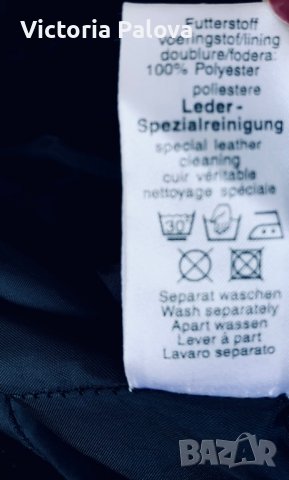 Victoria Palova
Futterstoff
voeringstof/lining
doublure/fodera:
100% Polyester
poliestere
Leder-
Spezialreinigung
special leather
cleaning
cuir véritable
nettoyage spéciale
30°
Separat waschen
Wash separately
Apart wassen
Lever à part
Lavaro separato
BAZAR